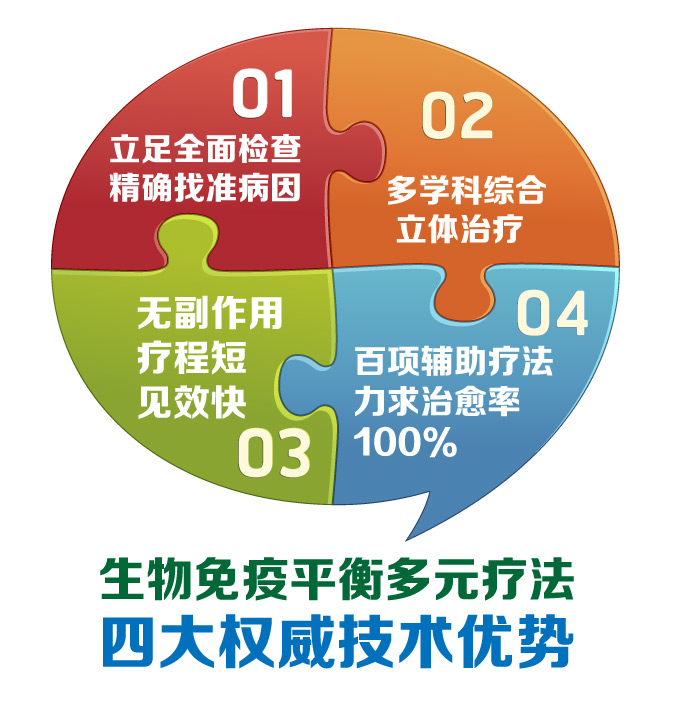 01
立足全面检查
精确找准病因
02
多学科综合
立体治疗
无副作用
疗程短
见效快
03
04
百项辅助疗法
力求治愈率
100%
生物免疫平衡多元疗法
四大权威技术优势